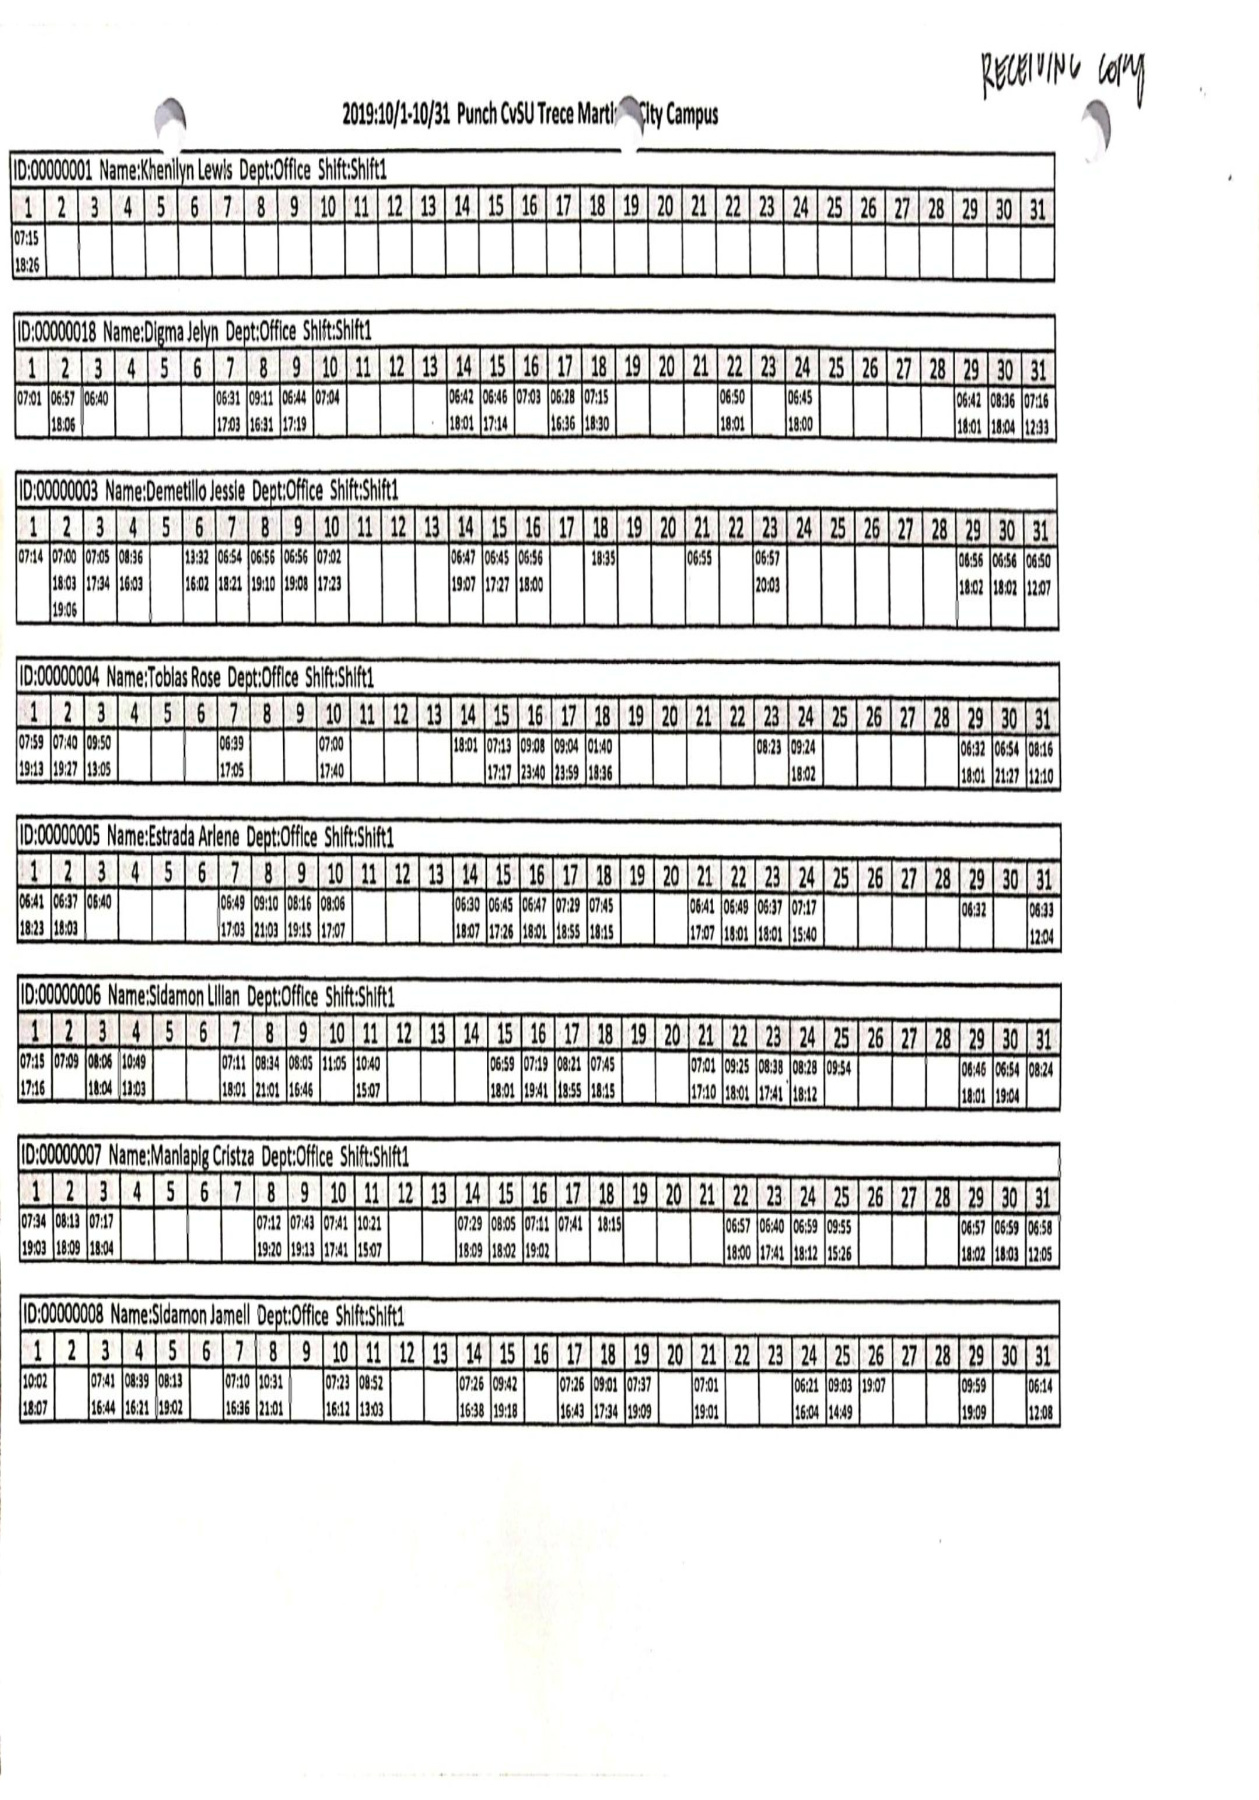 RECEIVING COPY
2019:10/1-10/31 Punch CvSU Trece Marti City Campus
ID:00000001 Name:Khenilyn Lewis Dept:Office Shift:Shift1
1 2 3 4 5 6 7 8 9 10 11 12 13 14 15 16 17 18 19 20 21 22 23 24 25 26 27 28 29 30 31
07:15
18:26
ID:00000018 Name:Digma Jelyn Dept:Office Shift:Shift1
1 2 3 4 5 6 7 8 9 10 11 12 13 14 15 16 17 18 19 20 21 22 23 24 25 26 27 28 29 30 31
07:01 06:57 06:40 06:31 09:11 06:44 07:04 06:42 06:46 07:03 06:28 07:15 06:50 06:45 06:42 08:36 07:16
18:06 17:03 16:31 17:19 18:01 17:14 16:36 18:30 18:01 18:00 18:01 18:04 12:33
ID:00000003 Name:Demetillo Jessie Dept:Office Shift:Shift1
1 2 3 4 5 6 7 8 9 10 11 12 13 14 15 16 17 18 19 20 21 22 23 24 25 26 27 28 29 30 31
07:14 07:00 07:05 08:36 13:32 06:54 06:56 06:56 07:02 06:47 06:45 06:56 18:35 06:55 06:57 06:56 06:56 06:50
18:03 17:34 16:03 16:02 18:21 19:10 19:08 17:23 19:07 17:27 18:00 20:03 18:02 18:02 12:07
19:06
ID:00000004 Name:Tobias Rose Dept:Office Shift:Shift1
1 2 3 4 5 6 7 8 9 10 11 12 13 14 15 16 17 18 19 20 21 22 23 24 25 26 27 28 29 30 31
07:59 07:40 09:50 06:39 07:00 18:01 07:13 09:08 09:04 01:40 08:23 09:24 06:32 06:54 08:16
19:13 19:27 13:05 17:05 17:40 17:17 23:40 23:59 18:36 18:02 18:01 21:27 12:10
ID:00000005 Name:Estrada Arlene Dept:Office Shift:Shift1
1 2 3 4 5 6 7 8 9 10 11 12 13 14 15 16 17 18 19 20 21 22 23 24 25 26 27 28 29 30 31
06:41 06:37 06:40 06:49 09:10 08:16 08:06 06:30 06:45 06:47 07:29 07:45 06:41 06:49 06:37 07:17 06:32 06:33
18:23 18:03 17:03 21:03 19:15 17:07 18:07 17:26 18:01 18:55 18:15 17:07 18:01 18:01 15:40 12:04
ID:00000006 Name:Sidamon Lilian Dept:Office Shift:Shift1
1 2 3 4 5 6 7 8 9 10 11 12 13 14 15 16 17 18 19 20 21 22 23 24 25 26 27 28 29 30 31
07:15 07:09 08:06 10:49 07:11 08:34 08:05 11:05 10:40 06:59 07:19 08:21 07:45 07:01 09:25 08:38 08:28 09:54 06:46 06:54 08:24
17:16 18:04 13:03 18:01 21:01 16:46 15:07 18:01 19:41 18:55 18:15 17:10 18:01 17:41 18:12 18:01 19:04
ID:00000007 Name:Manlapig Cristza Dept:Office Shift:Shift1
1 2 3 4 5 6 7 8 9 10 11 12 13 14 15 16 17 18 19 20 21 22 23 24 25 26 27 28 29 30 31
07:34 08:13 07:17 07:12 07:43 07:41 10:21 07:29 08:05 07:11 07:41 18:15 06:57 06:40 06:59 09:55 06:57 06:59 06:58
19:03 18:09 18:04 19:20 19:13 17:41 15:07 18:09 18:02 19:02 18:00 17:41 18:12 15:26 18:02 18:03 12:05
ID:00000008 Name:Sidamon Jamell Dept:Office Shift:Shift1
1 2 3 4 5 6 7 8 9 10 11 12 13 14 15 16 17 18 19 20 21 22 23 24 25 26 27 28 29 30 31
10:02 07:41 08:39 08:13 07:10 10:31 07:23 08:52 07:26 09:42 07:26 09:01 07:37 07:01 06:21 09:03 19:07 09:59 06:14
18:07 16:44 16:21 19:02 16:36 21:01 16:12 13:03 16:38 19:18 16:43 17:34 19:09 19:01 16:04 14:49 19:09 12:08